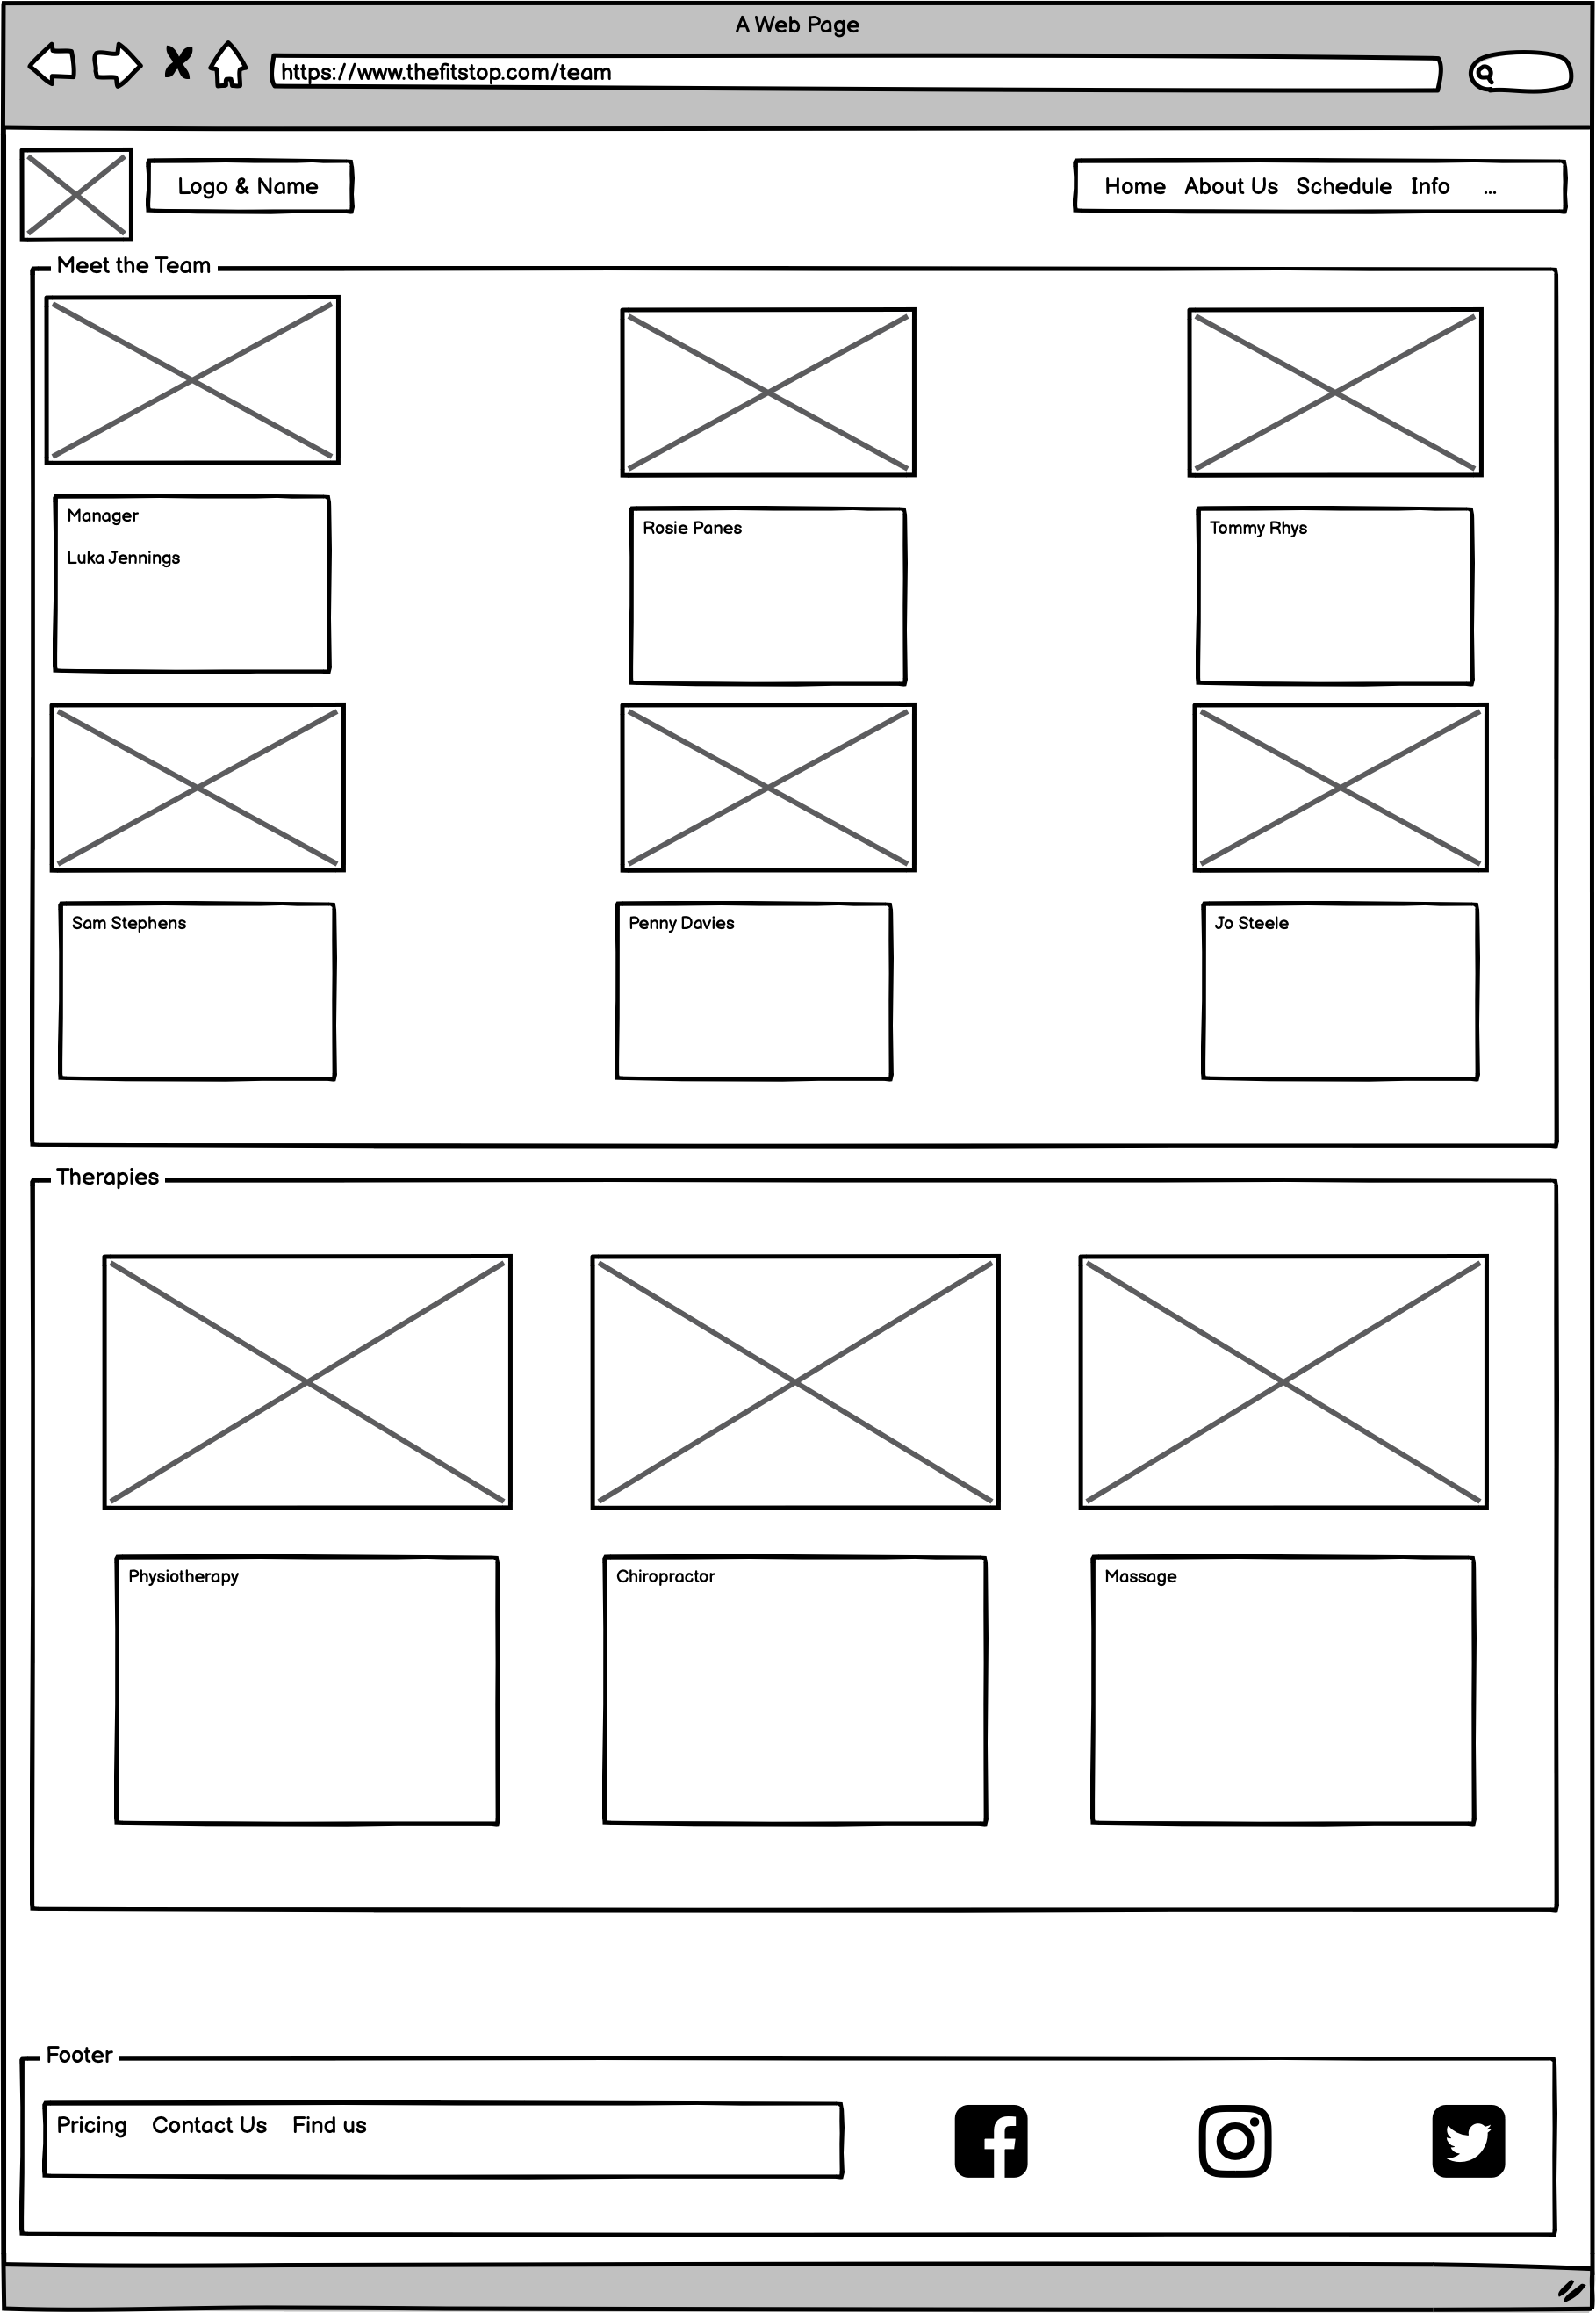 A Web Page
https://www.thefitstop.com/team
Logo & Name
Home About Us Schedule Info ...
Meet the Team
Manager
Luka Jennings
Rosie Panes
Tommy Rhys
Sam Stephens
Penny Davies
Jo Steele
Therapies
Physiotherapy
Chiropractor
Massage
Footer
Pricing Contact Us Find us